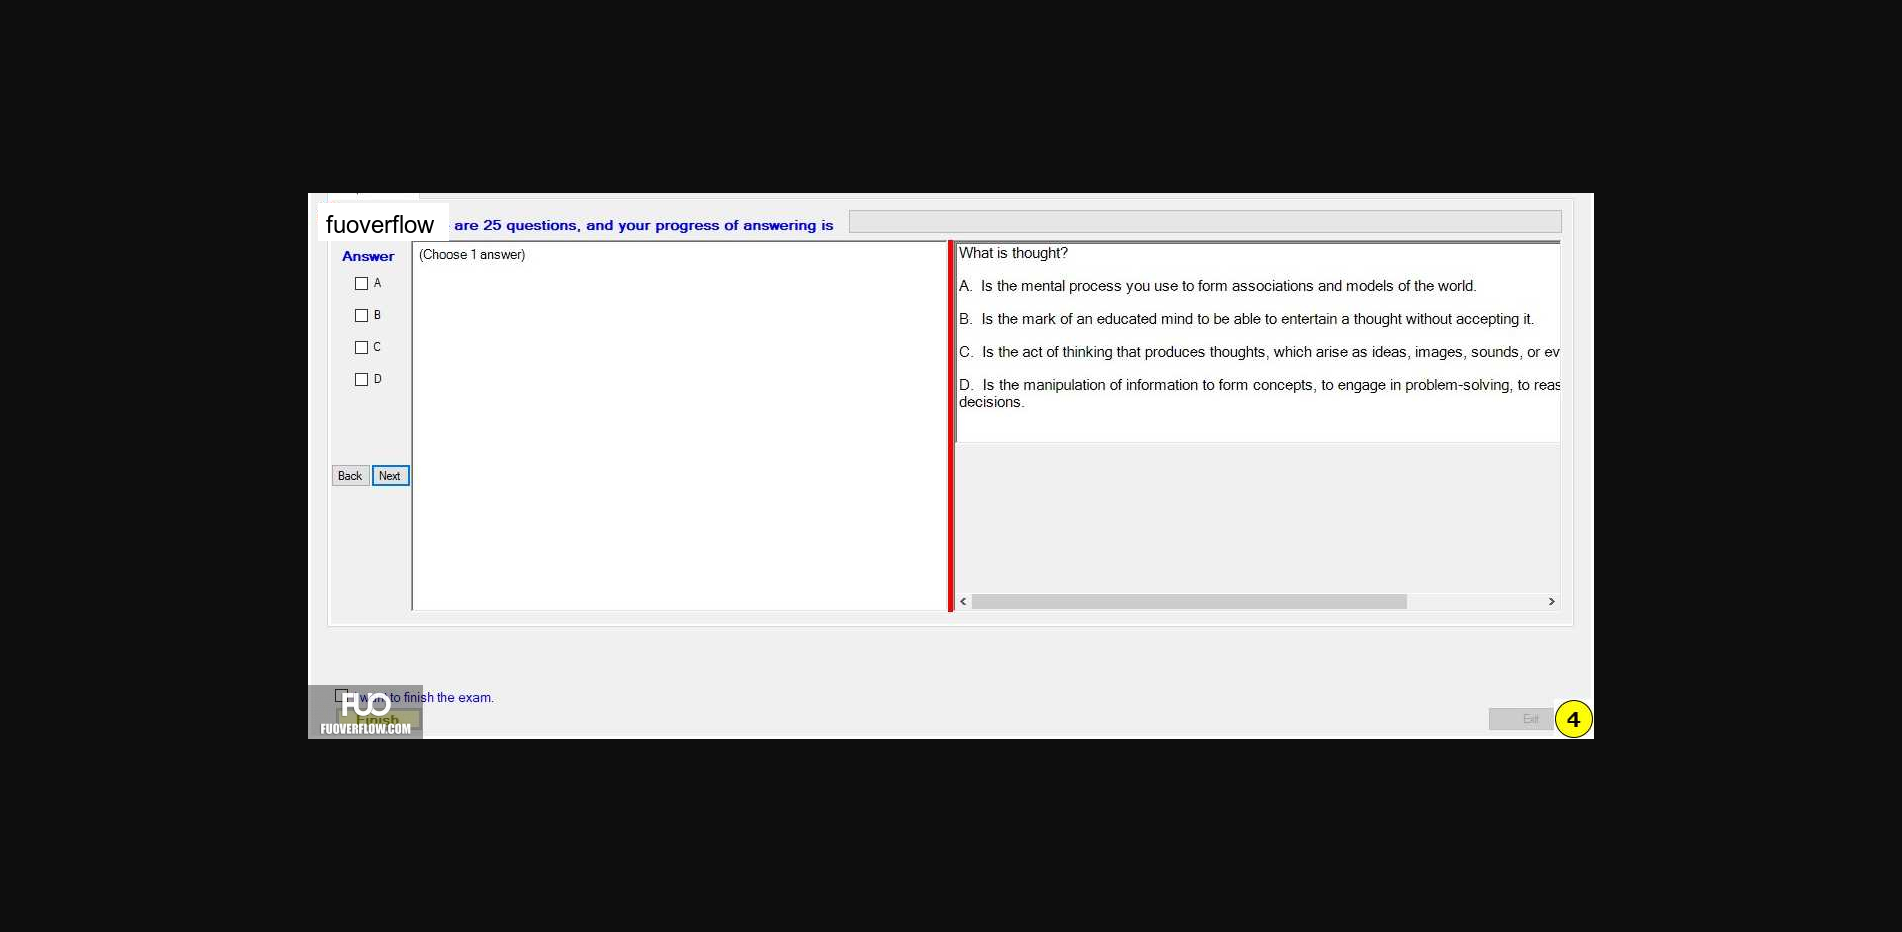 fuoverflow
are 25 questions, and your progress of answering is
Answer
(Choose 1 answer)
What is thought?
A
B
C
D
A. Is the mental process you use to form associations and models of the world.
B. Is the mark of an educated mind to be able to entertain a thought without accepting it.
C. Is the act of thinking that produces thoughts, which arise as ideas, images, sounds, or ev
D. Is the manipulation of information to form concepts, to engage in problem-solving, to reas
decisions.
Back
Next
want to finish the exam.
FUO
Finish
FUOVERFLOW.COM
Exit
4